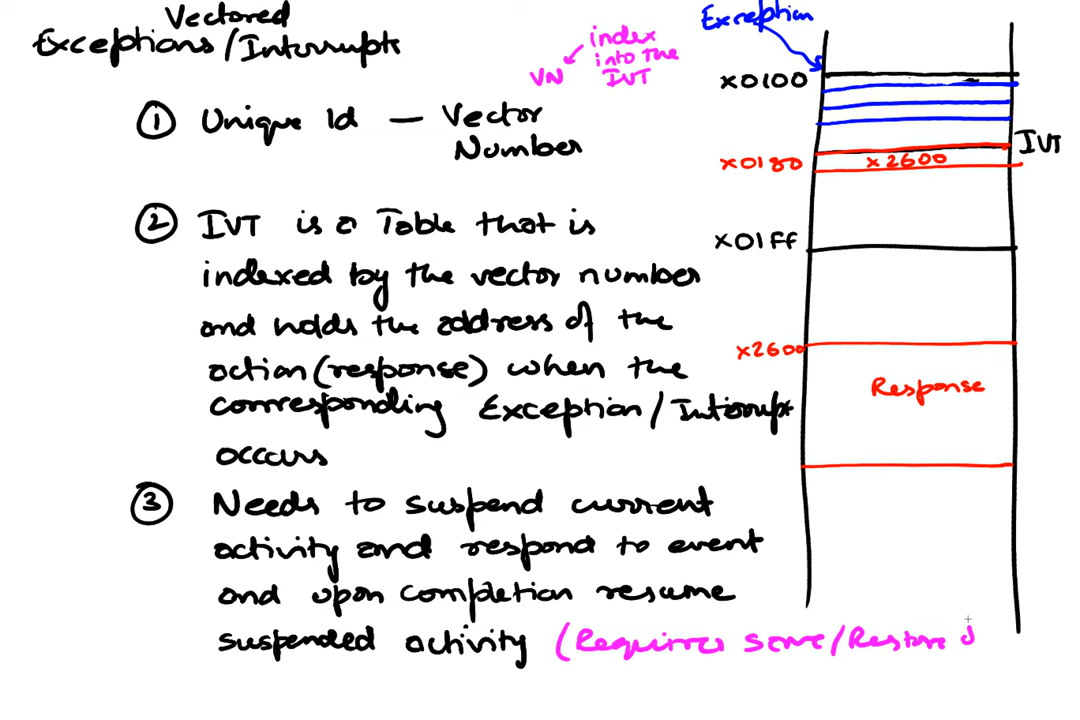 Vectored
Exceptions/Interrupts
VN
index
into the
IVT
Exception
① Unique Id — Vector
Number
② IVT is a Table that is
indexed by the vector number
and holds the address of the
action (response) when the
corresponding Exception/Interrupt
occurs
③ Needs to suspend current
activity and respond to event
and upon completion resume
suspended activity (Requires Save/Restore
x0100
IVT
x0180
x2600
x01FF
x2600
Response